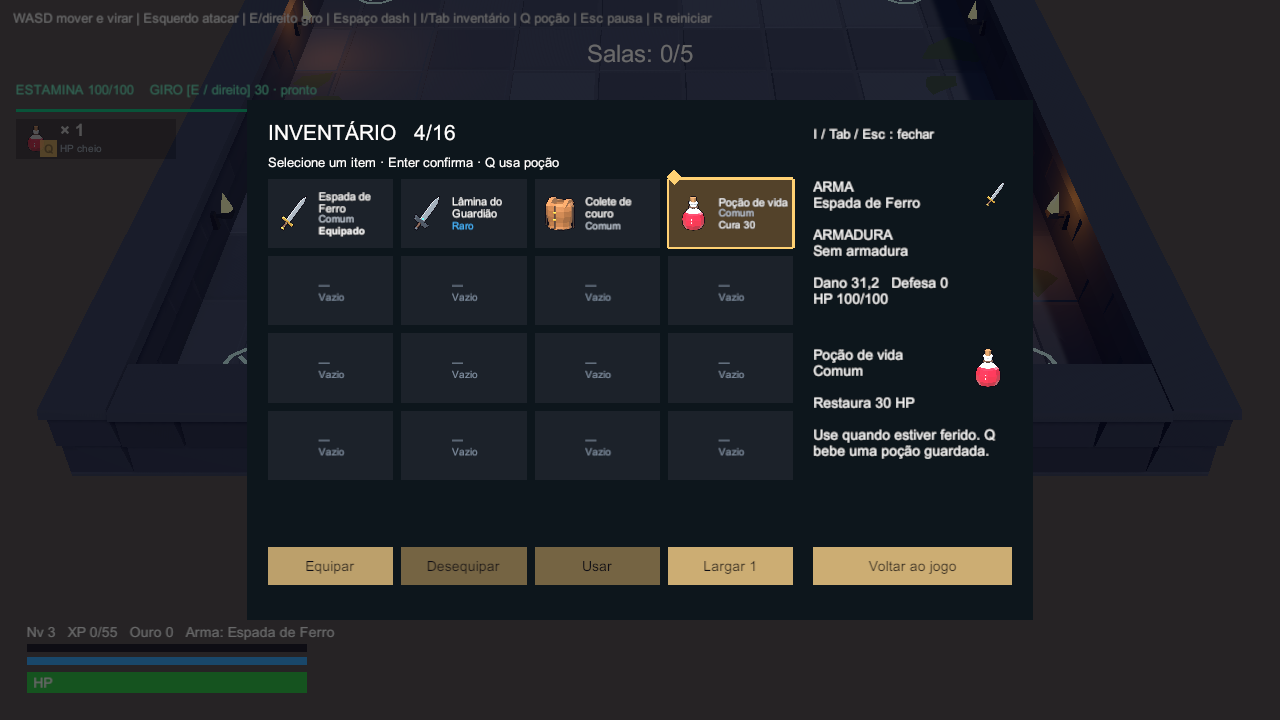 WASD mover e virar | Esquerdo atacar | E/direito giro | Espaço dash | I/Tab inventário | Q poção | Esc pausa | R reiniciar
Salas: 0/5
ESTAMINA 100/100 GIRO [E / direito] 30 · pronto
× 1
Q
HP cheio
INVENTÁRIO 4/16
I / Tab / Esc : fechar
Selecione um item · Enter confirma · Q usa poção
Espada de
Ferro
Comum
Equipado
Lâmina do
Guardião
Raro
Colete de
couro
Comum
Poção de vida
Comum
Cura 30
—
Vazio
—
Vazio
—
Vazio
—
Vazio
—
Vazio
—
Vazio
—
Vazio
—
Vazio
—
Vazio
—
Vazio
—
Vazio
—
Vazio
ARMA
Espada de Ferro
ARMADURA
Sem armadura
Dano 31,2 Defesa 0
HP 100/100
Poção de vida
Comum
Restaura 30 HP
Use quando estiver ferido. Q
bebe uma poção guardada.
Equipar
Desequipar
Usar
Largar 1
Voltar ao jogo
Nv 3 XP 0/55 Ouro 0 Arma: Espada de Ferro
HP